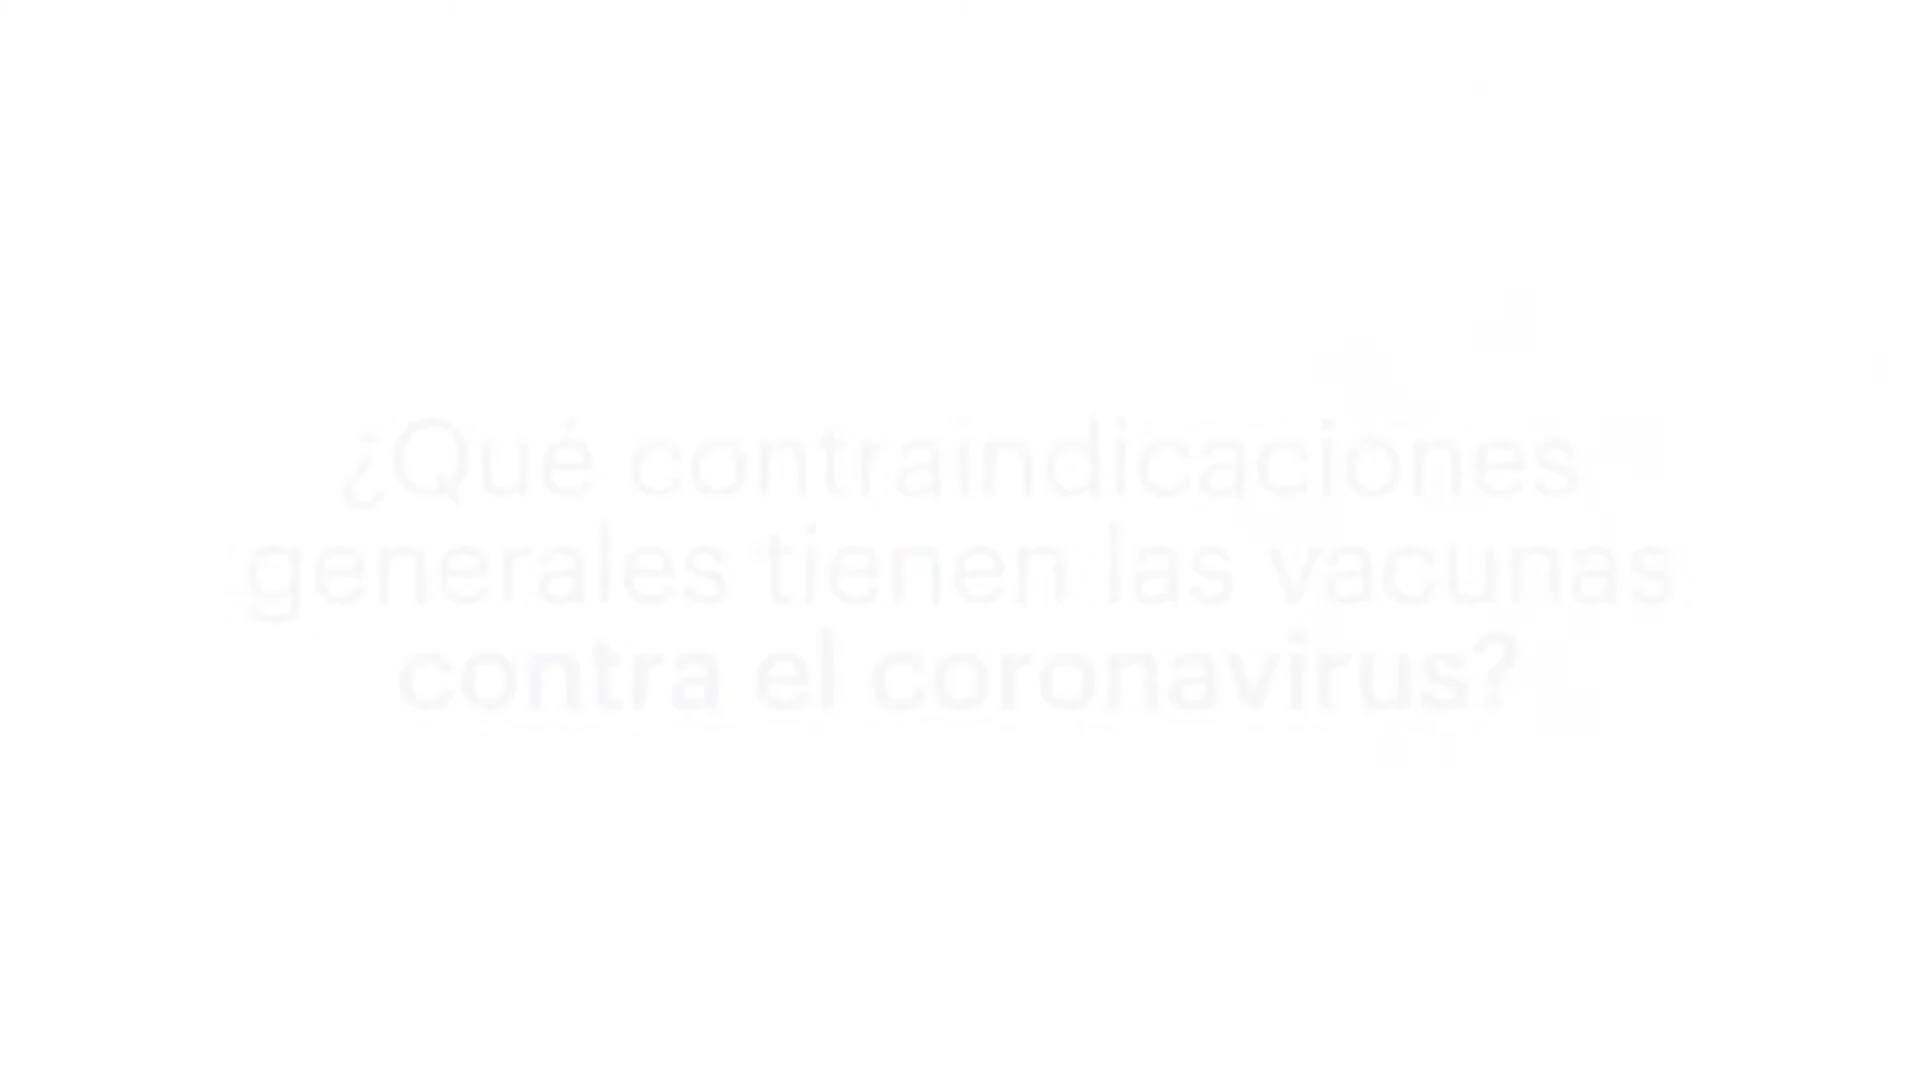 ¿Qué contraindicaciones
generales tienen las vacunas
contra el coronavirus?